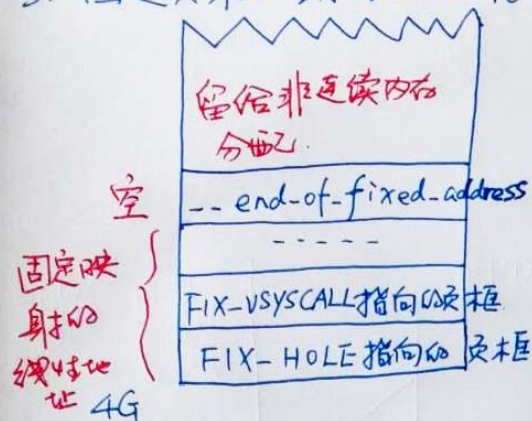 留给非连续内存
分配
空
--end-of-fixed-address
-----
固定映
射的
线性地
址
FIX-VSYSCALL指向的页框
FIX-HOLE指向的页框
4G